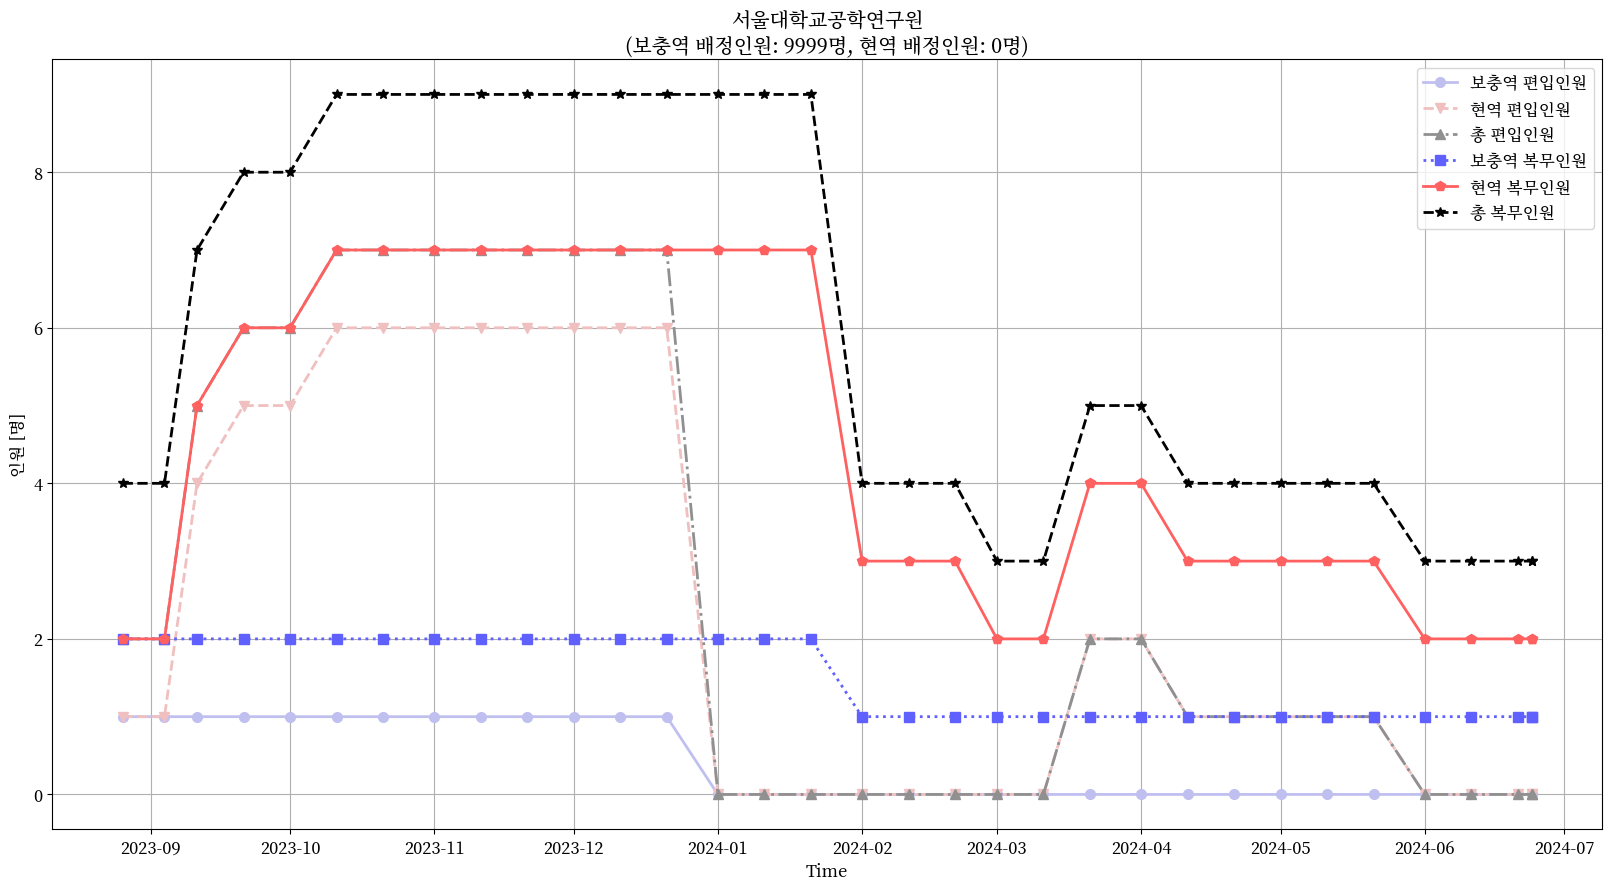 서울대학교공학연구원
(보충역 배정인원: 9999명, 현역 배정인원: 0명)
보충역 편입인원
현역 편입인원
총 편입인원
보충역 복무인원
현역 복무인원
총 복무인원
인원 [명]
8
6
4
2
0
2023-09
2023-10
2023-11
2023-12
2024-01
2024-02
2024-03
2024-04
2024-05
2024-06
2024-07
Time